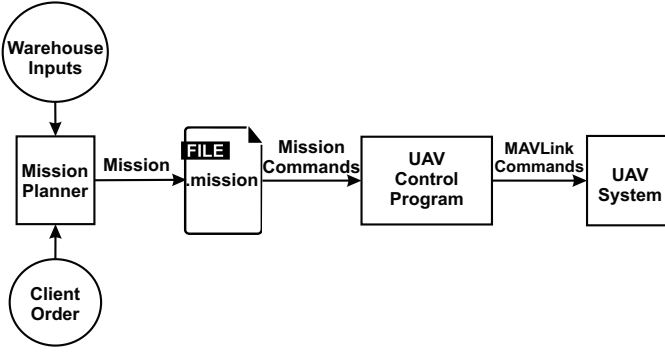 Warehouse
Inputs
Mission
Planner
Mission
FILE
.mission
Mission
Commands
UAV
Control
Program
MAVLink
Commands
UAV
System
Client
Order